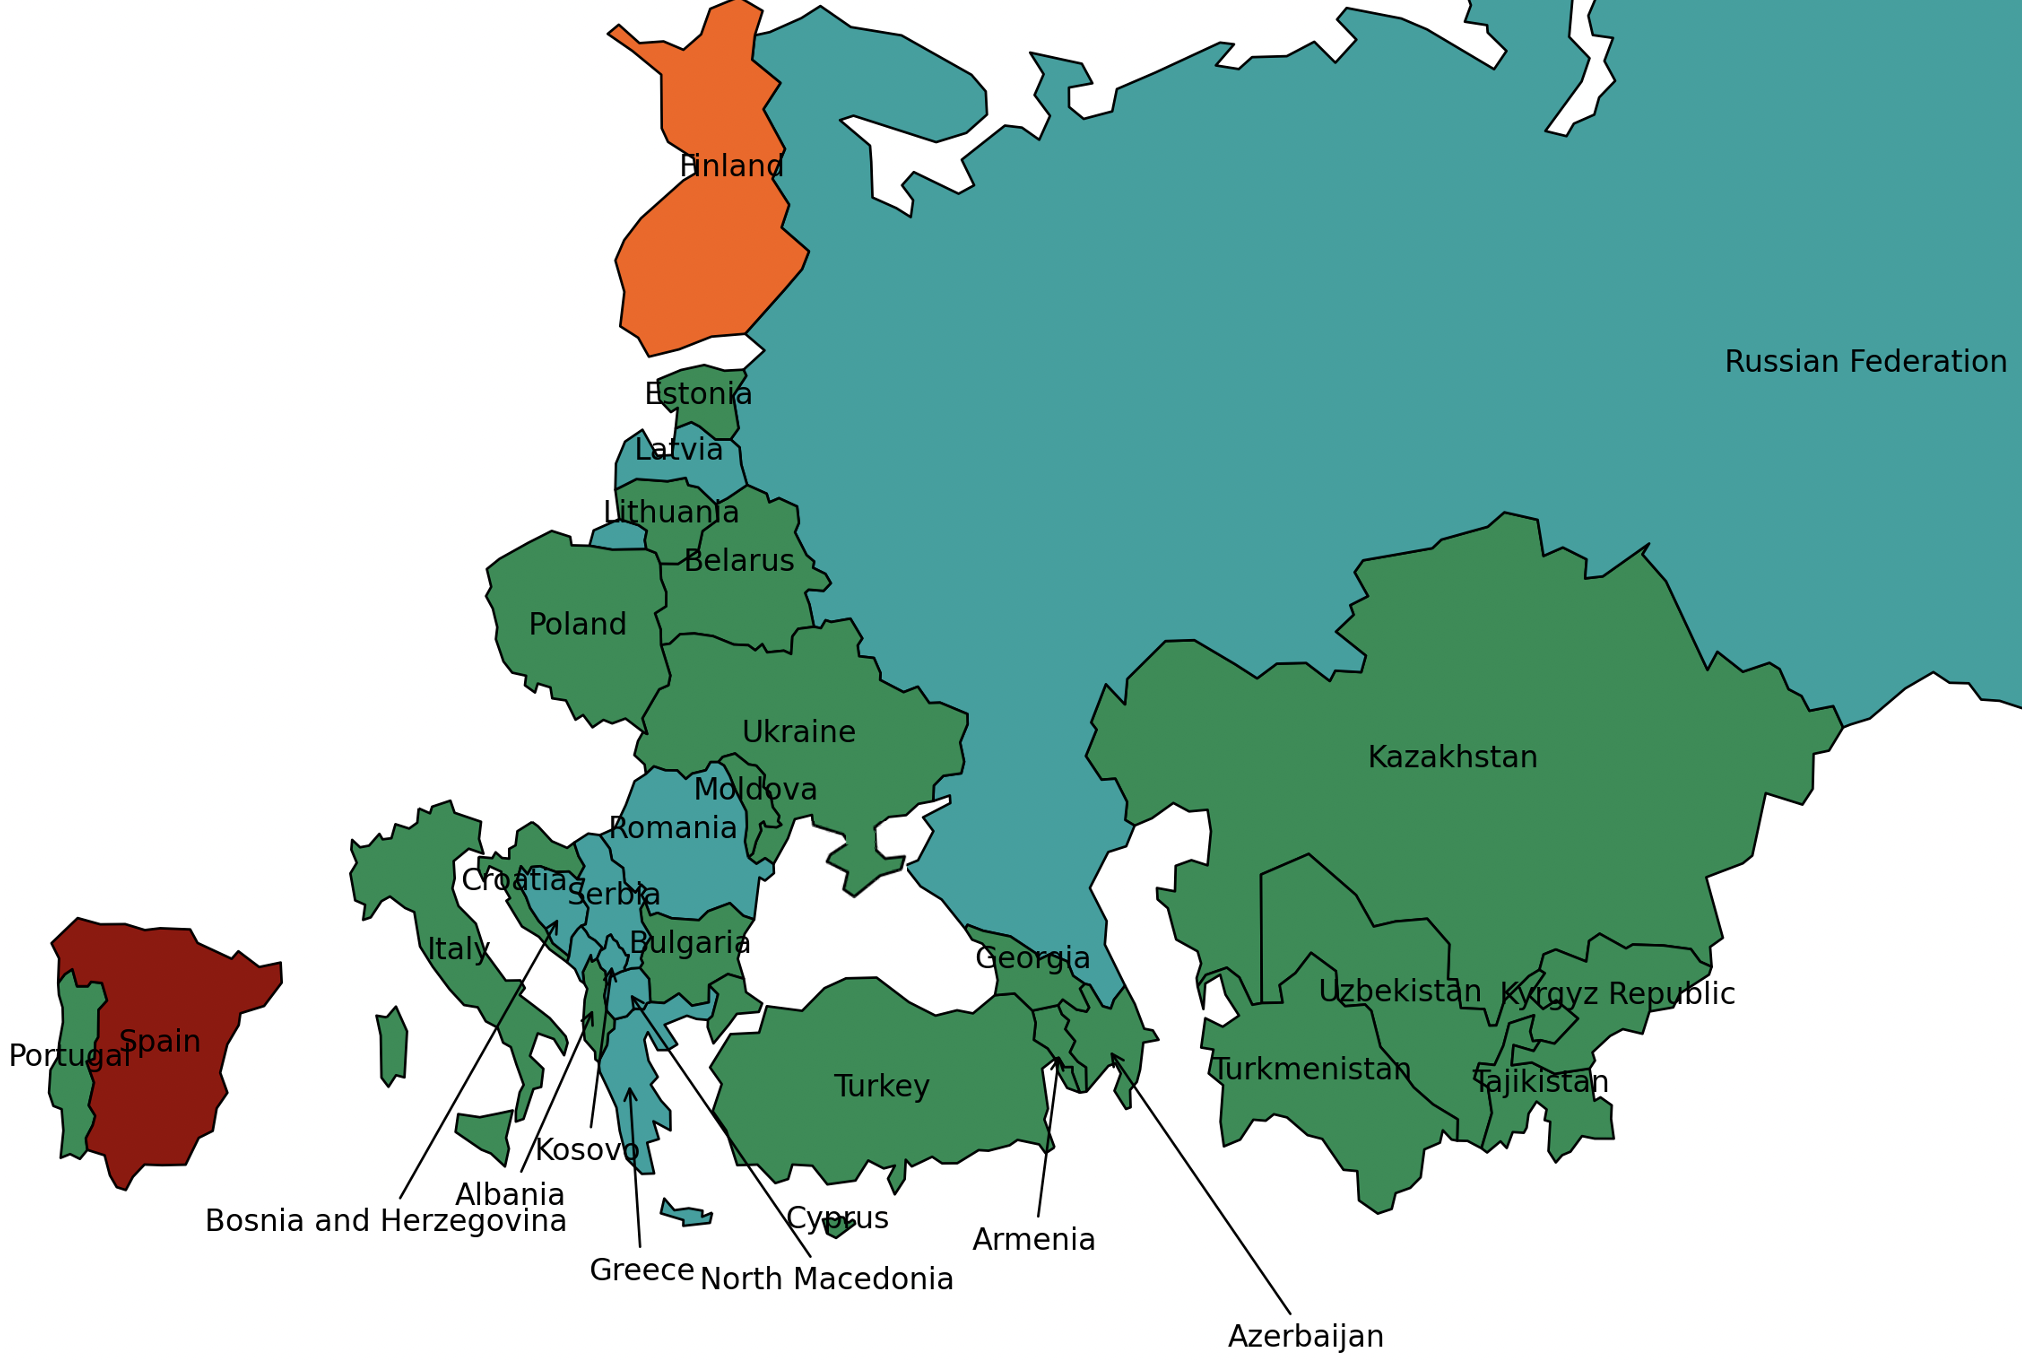 Finland
Russian Federation
Estonia
Latvia
Lithuania
Belarus
Poland
Ukraine
Kazakhstan
Moldova
Romania
Croatia
Serbia
Bulgaria
Italy
Georgia
Uzbekistan
Kyrgyz Republic
Spain
Portugal
Turkmenistan
Tajikistan
Turkey
Kosovo
Albania
Bosnia and Herzegovina
Cyprus
Armenia
Greece
North Macedonia
Azerbaijan